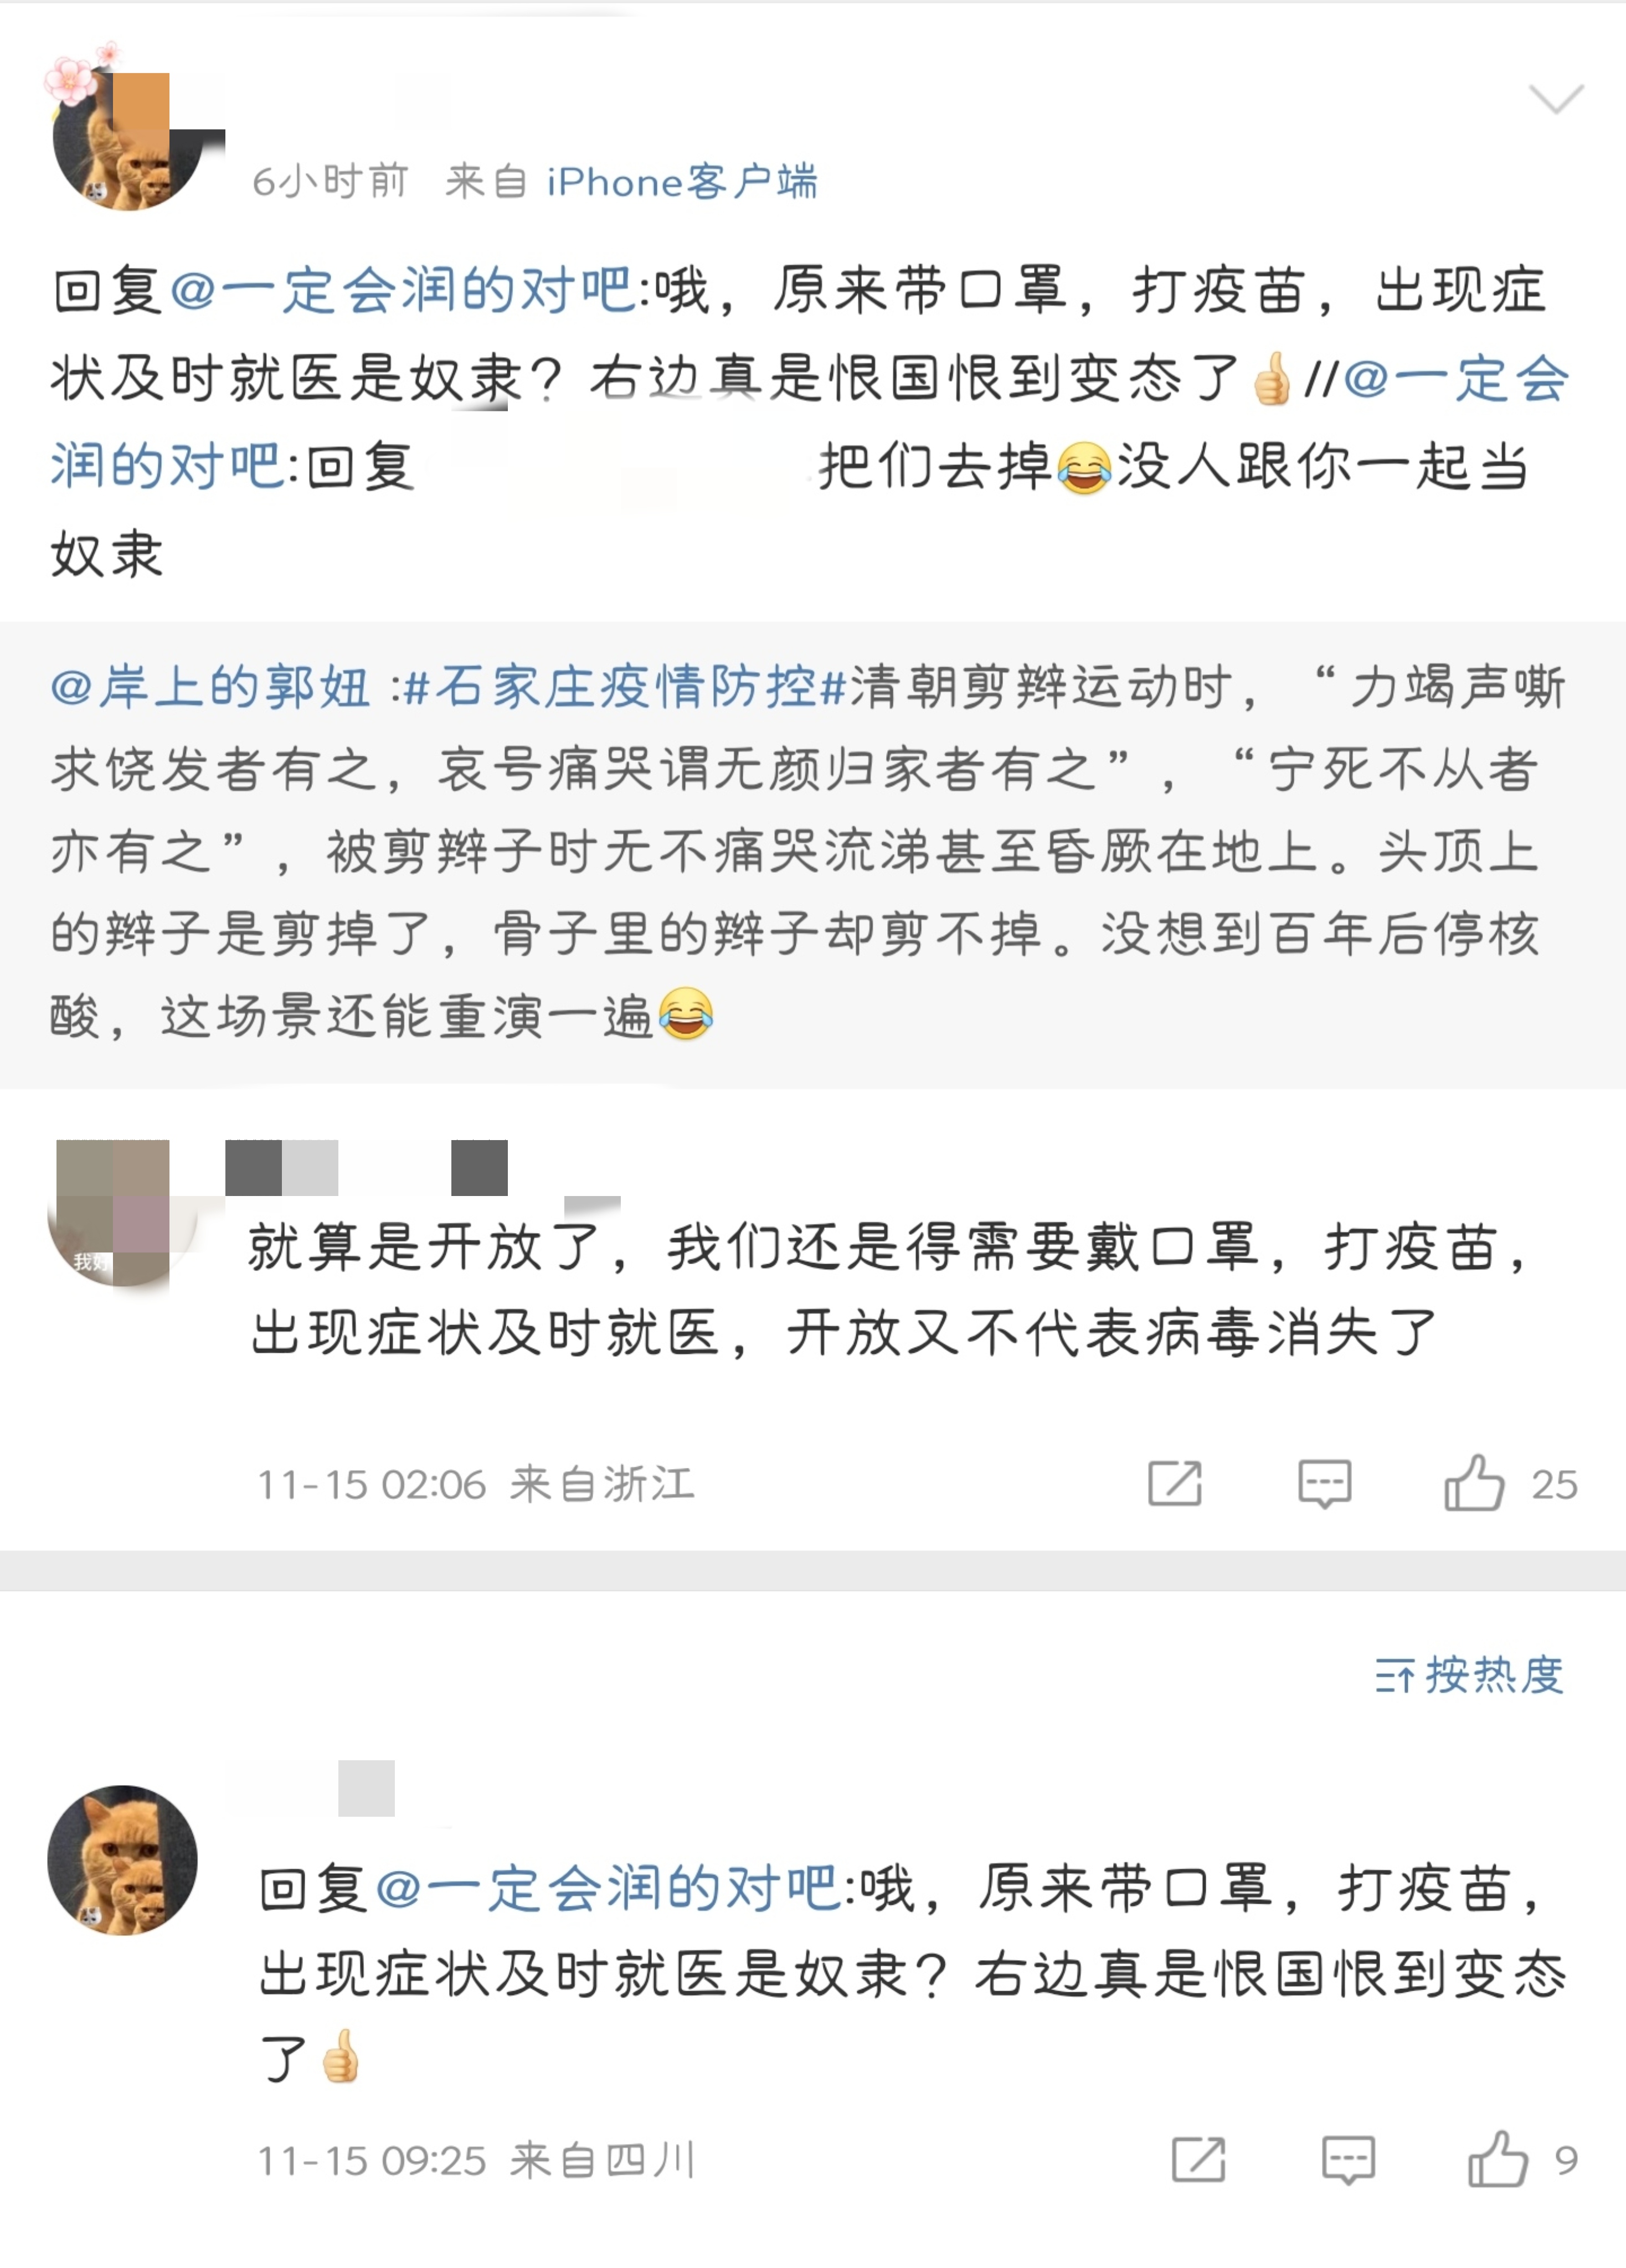 6小时前 来自 iPhone客户端
回复@一定会润的对吧:哦，原来带口罩，打疫苗，出现症
状及时就医是奴隶？右边真是恨国恨到变态了👍//@一定会
润的对吧:回复 把们去掉😂没人跟你一起当
奴隶
@岸上的郭妞 :#石家庄疫情防控#清朝剪辫运动时，“力竭声嘶
求饶发者有之，哀号痛哭谓无颜归家者有之”，“宁死不从者
亦有之”，被剪辫子时无不痛哭流涕甚至昏厥在地上。头顶上
的辫子是剪掉了，骨子里的辫子却剪不掉。没想到百年后停核
酸，这场景还能重演一遍😂
我好
就算是开放了，我们还是得需要戴口罩，打疫苗，
出现症状及时就医，开放又不代表病毒消失了
11-15 02:06 来自浙江 25
按热度
回复@一定会润的对吧:哦，原来带口罩，打疫苗，
出现症状及时就医是奴隶？右边真是恨国恨到变态
了👍
11-15 09:25 来自四川 9